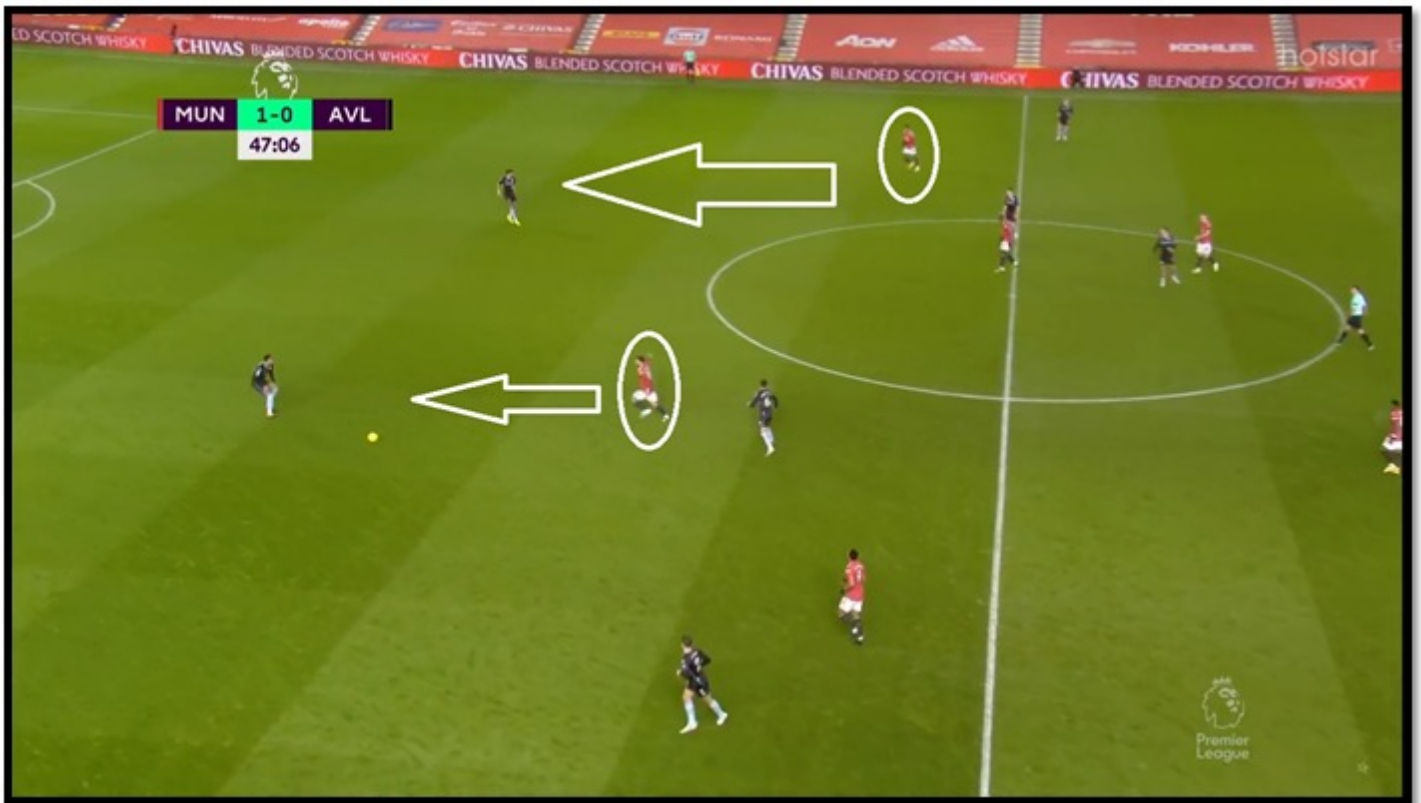 AON
KOHLER
hotstar
ED SCOTCH WHISKY CHIVAS BLENDED SCOTCH WHISKY CHIVAS BLENDED SCOTCH WHISKY CHIVAS BLENDED SCOTCH WHISKY CHIVAS BLENDED SCOTCH WHISKY
MUN 1-0 AVL
47:06
Premier
League